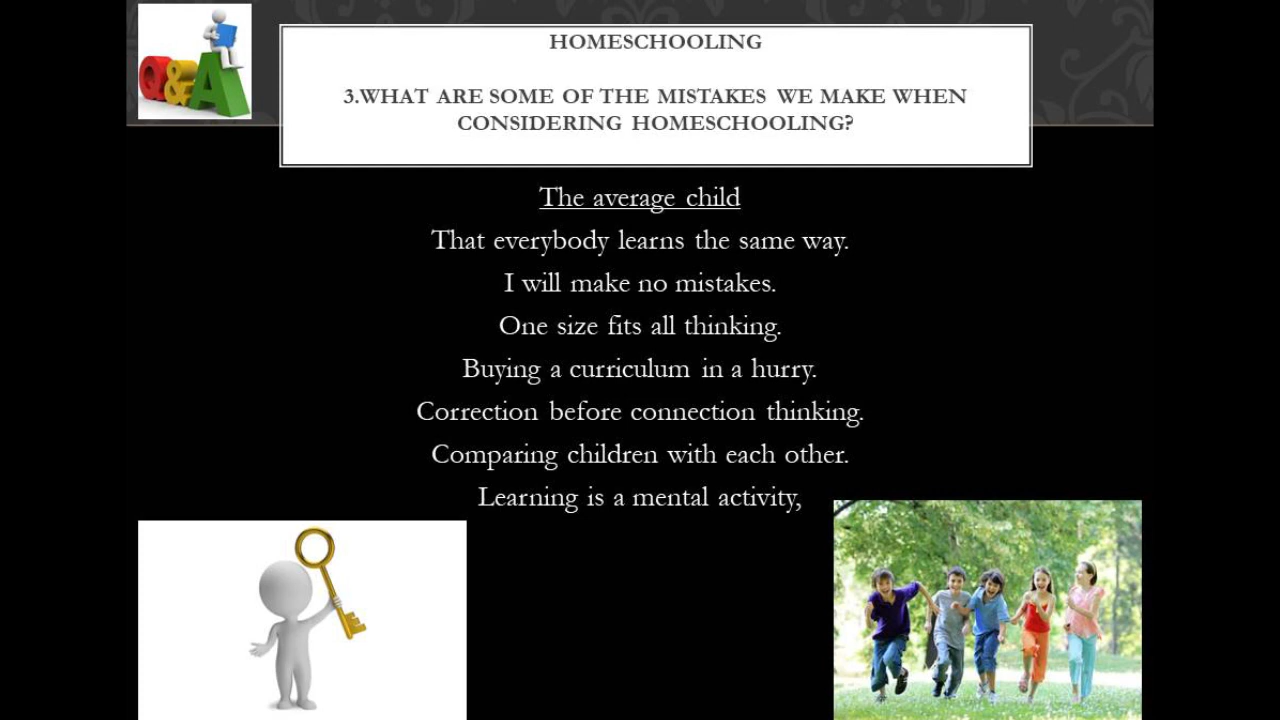 Q&A
HOMESCHOOLING
3.WHAT ARE SOME OF THE MISTAKES WE MAKE WHEN
CONSIDERING HOMESCHOOLING?
The average child
That everybody learns the same way.
I will make no mistakes.
One size fits all thinking.
Buying a curriculum in a hurry.
Correction before connection thinking.
Comparing children with each other.
Learning is a mental activity,